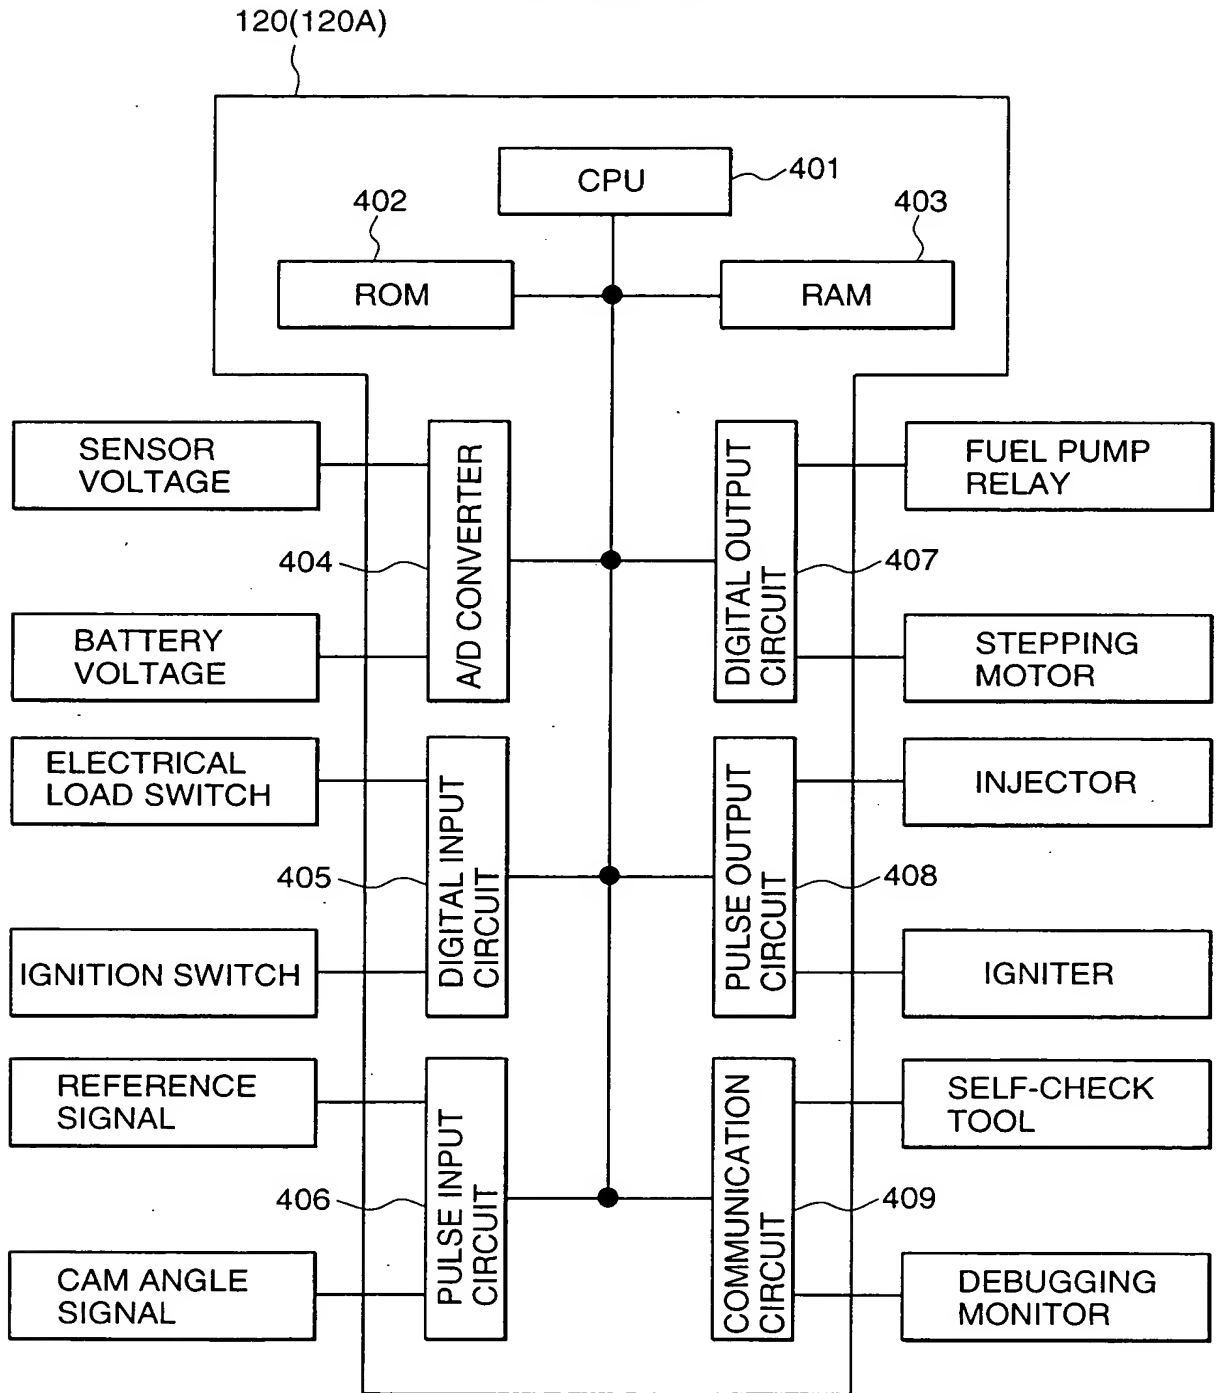 120(120A)
CPU
401
402
403
ROM
RAM
SENSOR
VOLTAGE
A/D CONVERTER
404
BATTERY
VOLTAGE
DIGITAL OUTPUT
CIRCUIT
407
FUEL PUMP
RELAY
STEPPING
MOTOR
ELECTRICAL
LOAD SWITCH
405
DIGITAL INPUT
CIRCUIT
IGNITION SWITCH
PULSE OUTPUT
CIRCUIT
408
INJECTOR
IGNITER
REFERENCE
SIGNAL
406
PULSE INPUT
CIRCUIT
CAM ANGLE
SIGNAL
COMMUNICATION
CIRCUIT
409
SELF-CHECK
TOOL
DEBUGGING
MONITOR